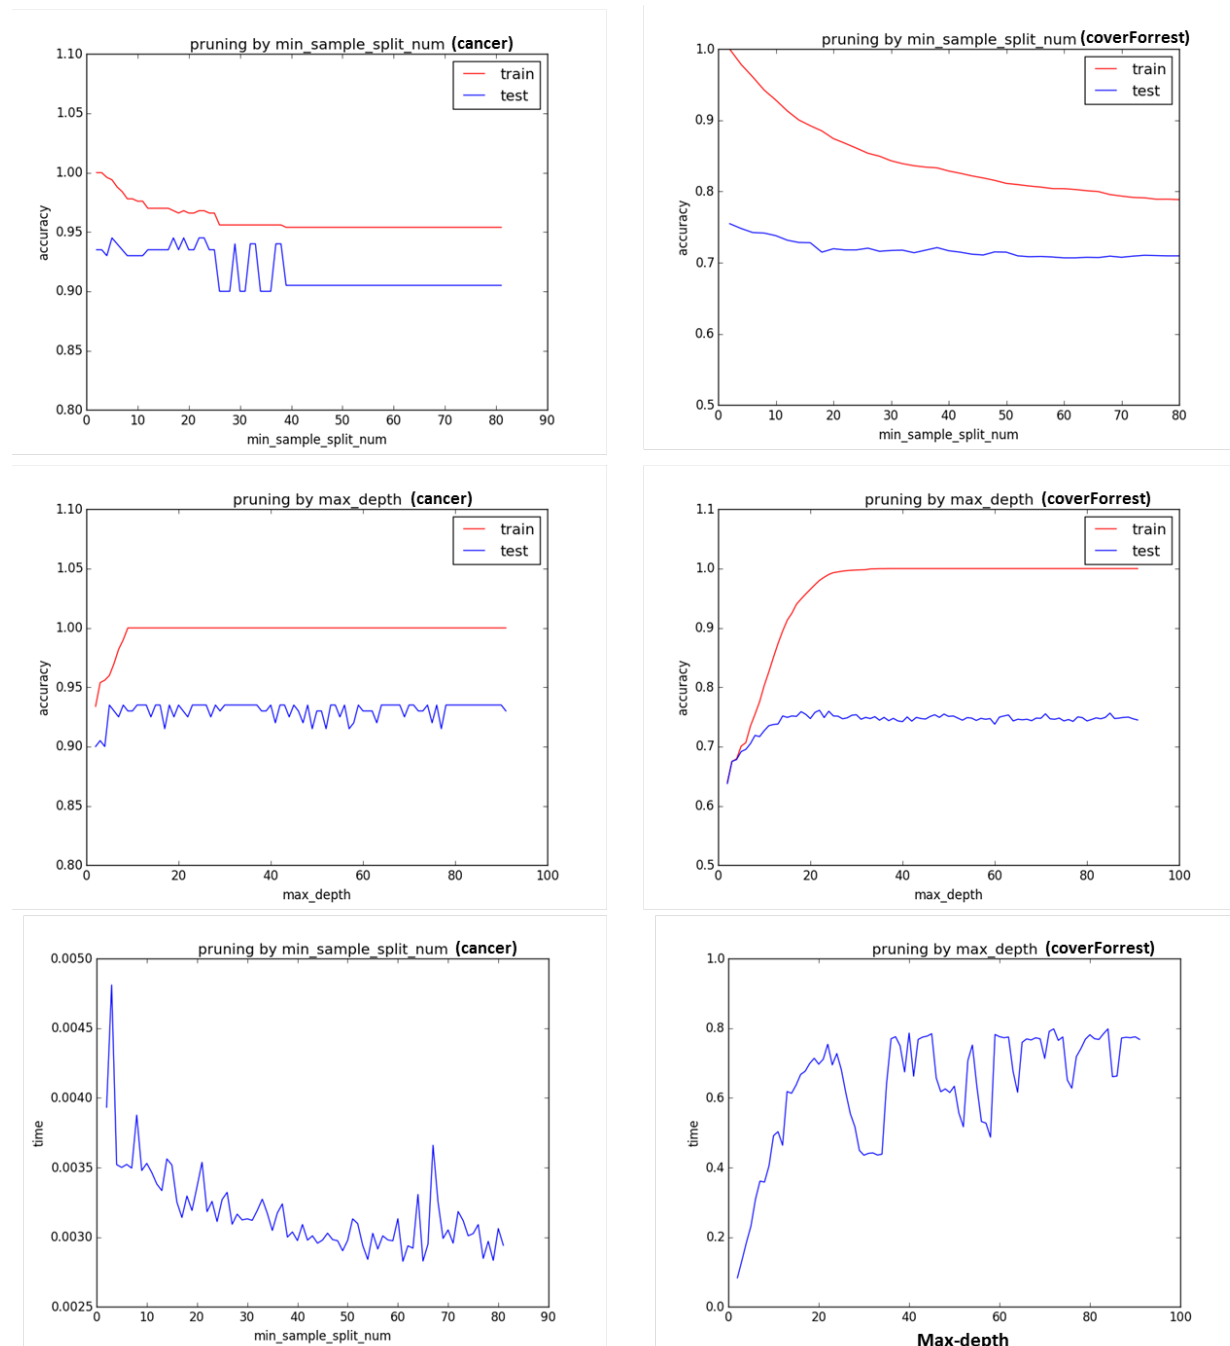 pruning by min_sample_split_num (cancer)
1.10
1.05
1.00
0.95
0.90
0.85
0.80
accuracy
train
test
0 10 20 30 40 50 60 70 80 90
min_sample_split_num
pruning by min_sample_split_num (coverForrest)
1.0
0.9
0.8
0.7
0.6
0.5
accuracy
train
test
0 10 20 30 40 50 60 70 80
min_sample_split_num
pruning by max_depth (cancer)
1.10
1.05
1.00
0.95
0.90
0.85
0.80
accuracy
train
test
0 20 40 60 80 100
max_depth
pruning by max_depth (coverForrest)
1.1
1.0
0.9
0.8
0.7
0.6
0.5
accuracy
train
test
0 20 40 60 80 100
max_depth
pruning by min_sample_split_num (cancer)
0.0050
0.0045
0.0040
0.0035
0.0030
0.0025
time
0 10 20 30 40 50 60 70 80 90
min_sample_split_num
pruning by max_depth (coverForrest)
1.0
0.8
0.6
0.4
0.2
0.0
time
0 20 40 60 80 100
Max-depth